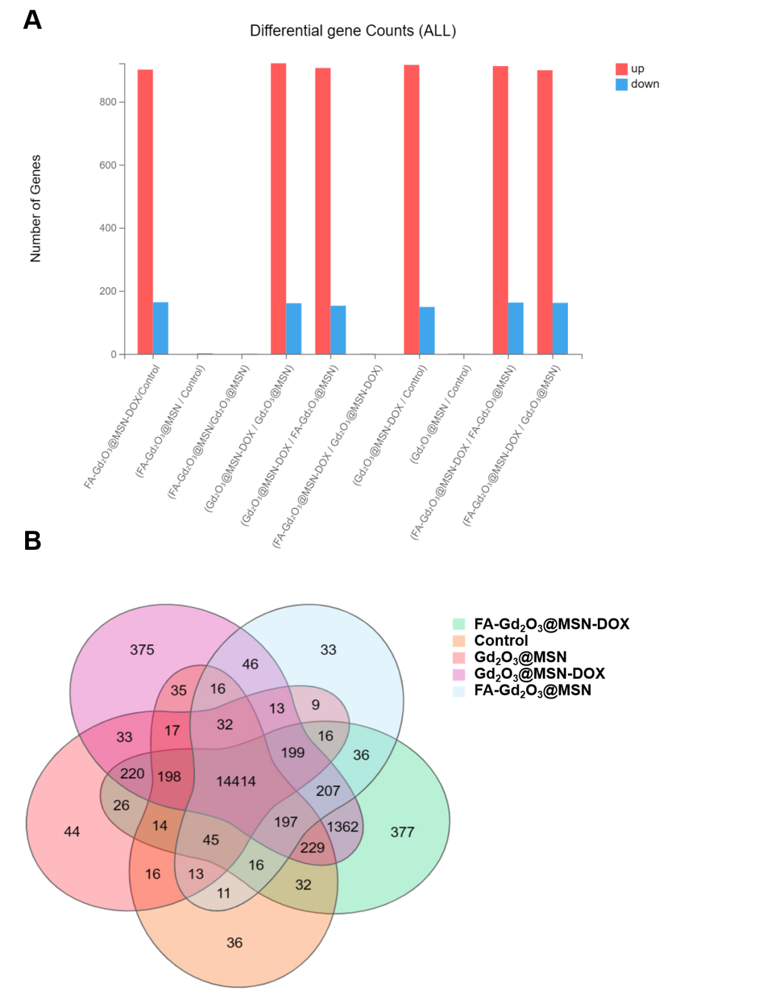 A
Differential gene Counts (ALL)
up
down
Number of Genes
800
600
400
200
0
FA-Gd₂O₃@MSN-DOX/Control
(FA-Gd₂O₃@MSN / Control)
(FA-Gd₂O₃@MSN/Gd₂O₃@MSN)
(Gd₂O₃@MSN-DOX / Gd₂O₃@MSN)
(Gd₂O₃@MSN-DOX / FA-Gd₂O₃@MSN)
(FA-Gd₂O₃@MSN-DOX / Gd₂O₃@MSN-DOX)
(Gd₂O₃@MSN-DOX / Control)
(Gd₂O₃@MSN / Control)
(FA-Gd₂O₃@MSN-DOX / FA-Gd₂O₃@MSN)
(FA-Gd₂O₃@MSN-DOX / Gd₂O₃@MSN)
B
FA-Gd₂O₃@MSN-DOX
Control
Gd₂O₃@MSN
Gd₂O₃@MSN-DOX
FA-Gd₂O₃@MSN
375
33
46
35
16
13
9
32
17
33
16
199
36
220
198
14414
207
26
14
45
197
1362
377
44
229
16
13
16
32
11
36